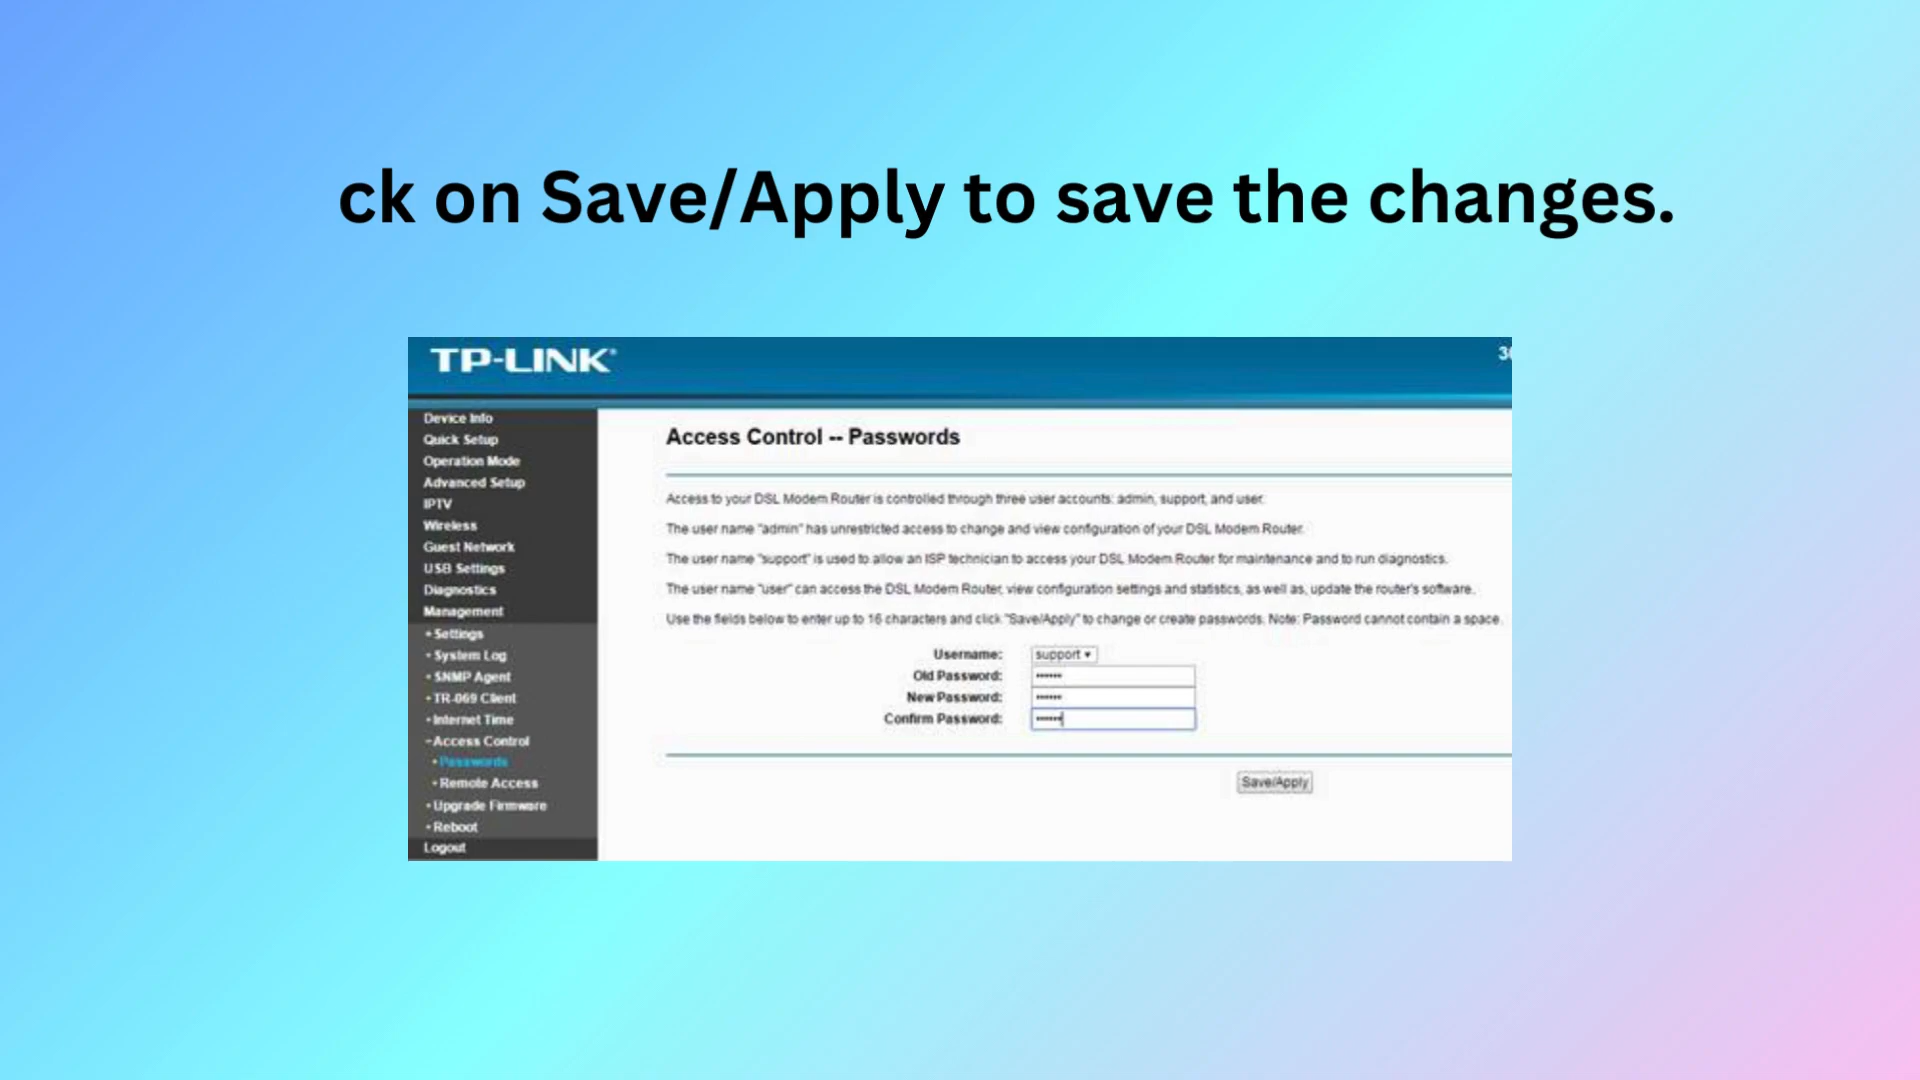 ck on Save/Apply to save the changes.
TP-LINK
Device Info
Quick Setup
Operation Mode
Advanced Setup
IPTV
Wireless
Guest Network
USB Settings
Diagnostics
Management
• Settings
• System Log
• SNMP Agent
• TR-069 Client
• Internet Time
- Access Control
• Passwords
• Remote Access
• Upgrade Firmware
• Reboot
Logout
Access Control -- Passwords
Access to your DSL Modem Router is controlled through three user accounts: admin, support, and user.
The user name "admin" has unrestricted access to change and view configuration of your DSL Modem Router.
The user name "support" is used to allow an ISP technician to access your DSL Modem Router for maintenance and to run diagnostics.
The user name "user" can access the DSL Modem Router, view configuration settings and statistics, as well as, update the router's software.
Use the fields below to enter up to 16 characters and click "Save/Apply" to change or create passwords. Note: Password cannot contain a space.
Username: support
Old Password: ••••••
New Password: ••••••
Confirm Password: ••••••
Save/Apply